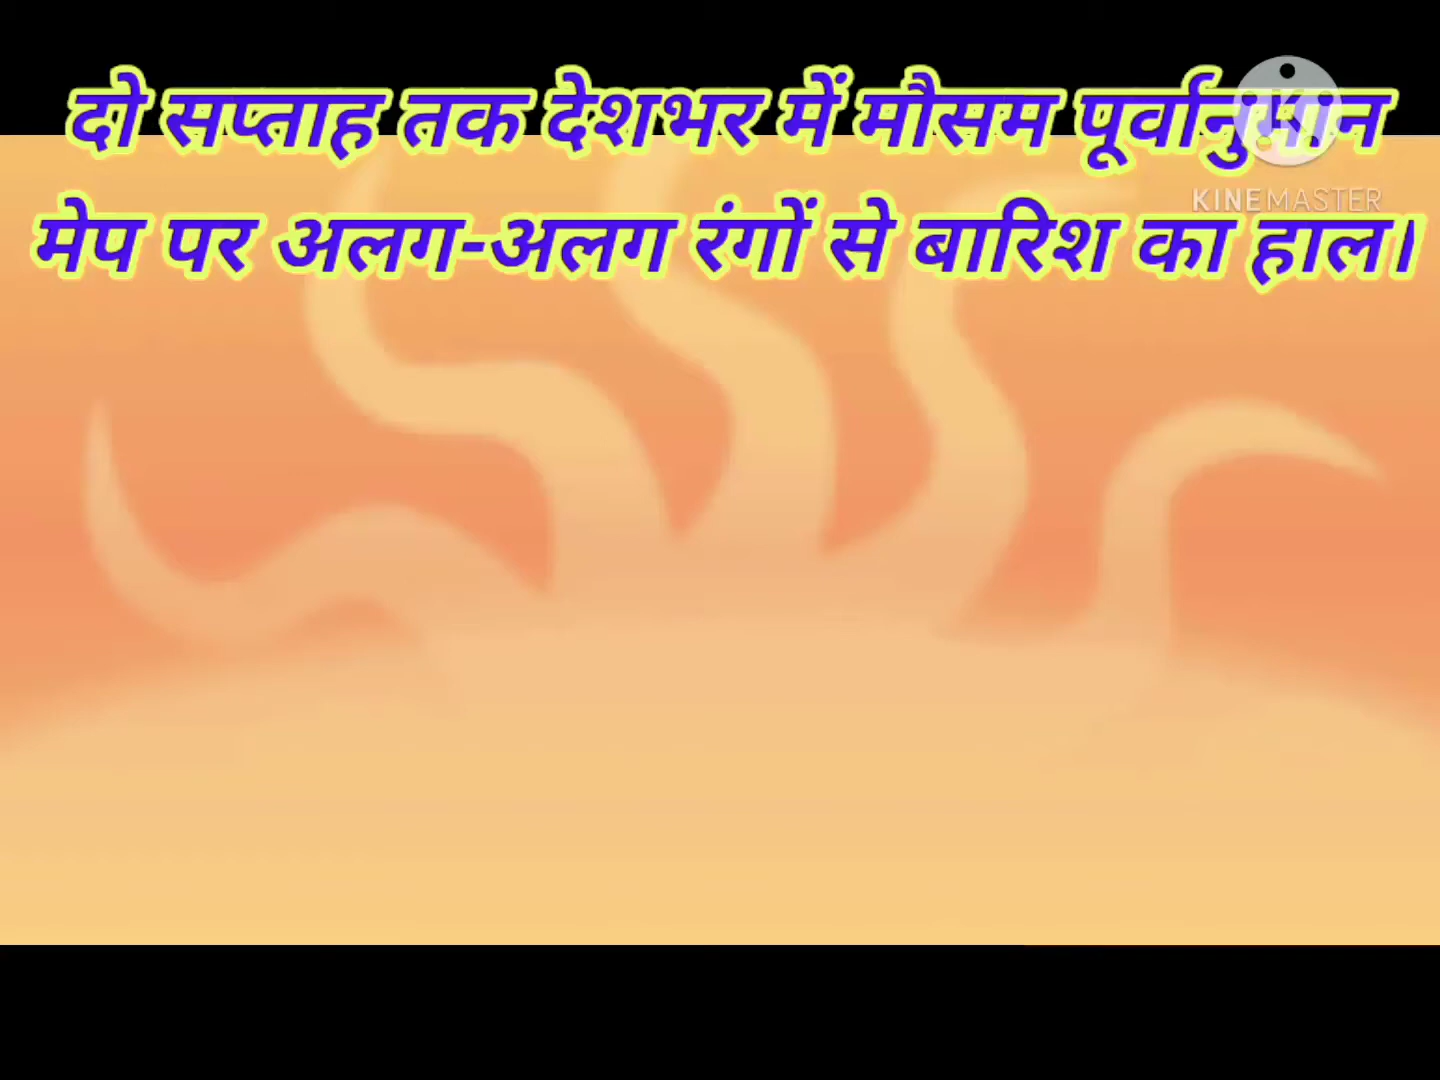 दो सप्ताह तक देशभर में मौसम पूर्वानुमान
KINEMASTER
मेप पर अलग-अलग रंगों से बारिश का हाल।